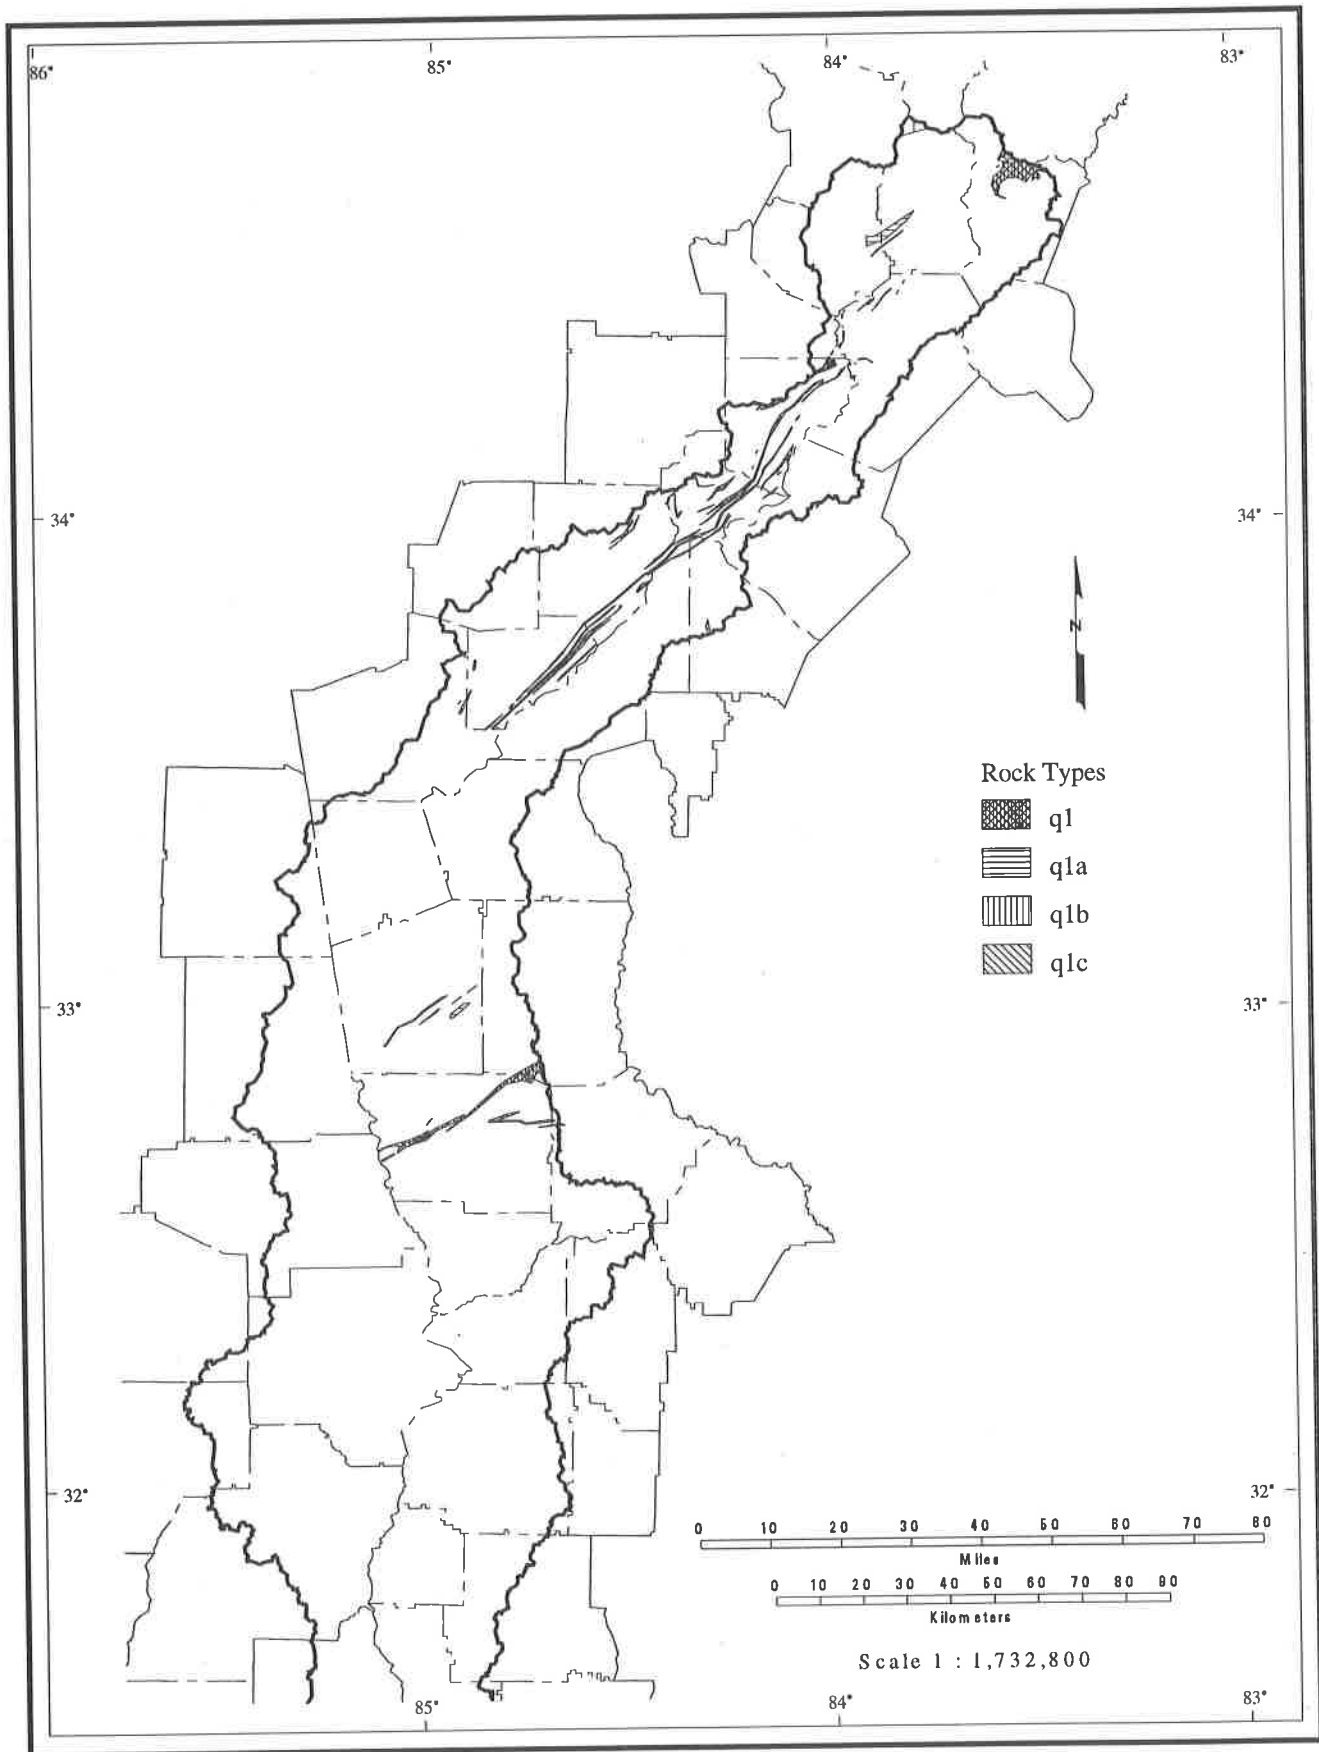 86° 85° 84° 83°
34° 34°
N
Rock Types
q1
q1a
q1b
q1c
33° 33°
32° 32°
0 10 20 30 40 50 60 70 80
Miles
0 10 20 30 40 50 60 70 80 90
Kilometers
Scale 1 : 1,732,800
85° 84° 83°